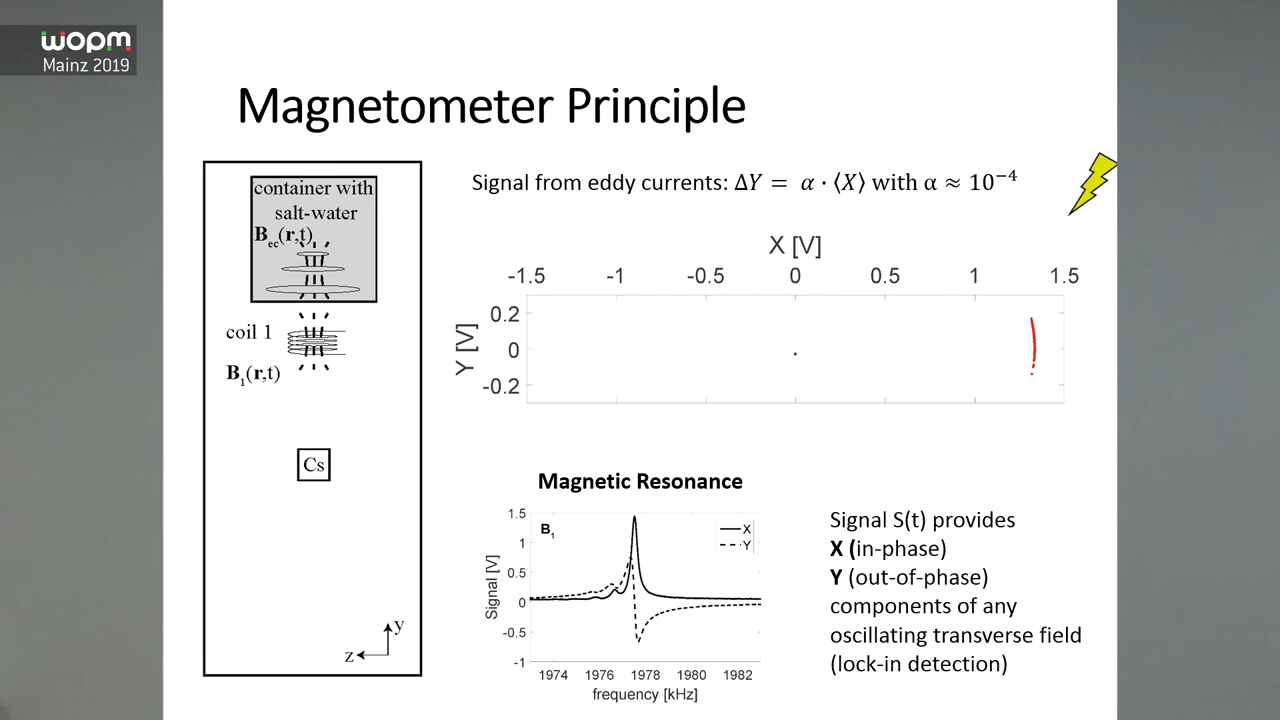 wopm
Mainz 2019
Magnetometer Principle
container with
salt-water
B_ec(r,t)
coil 1
B_1(r,t)
Cs
y
z
Signal from eddy currents: ΔY = α · ⟨X⟩ with α ≈ 10⁻⁴
X [V]
-1.5 -1 -0.5 0 0.5 1 1.5
Y [V]
0.2
0
-0.2
Magnetic Resonance
Signal [V]
1.5
1
0.5
0
-0.5
-1
B_1
X
Y
1974 1976 1978 1980 1982
frequency [kHz]
Signal S(t) provides
X (in-phase)
Y (out-of-phase)
components of any
oscillating transverse field
(lock-in detection)